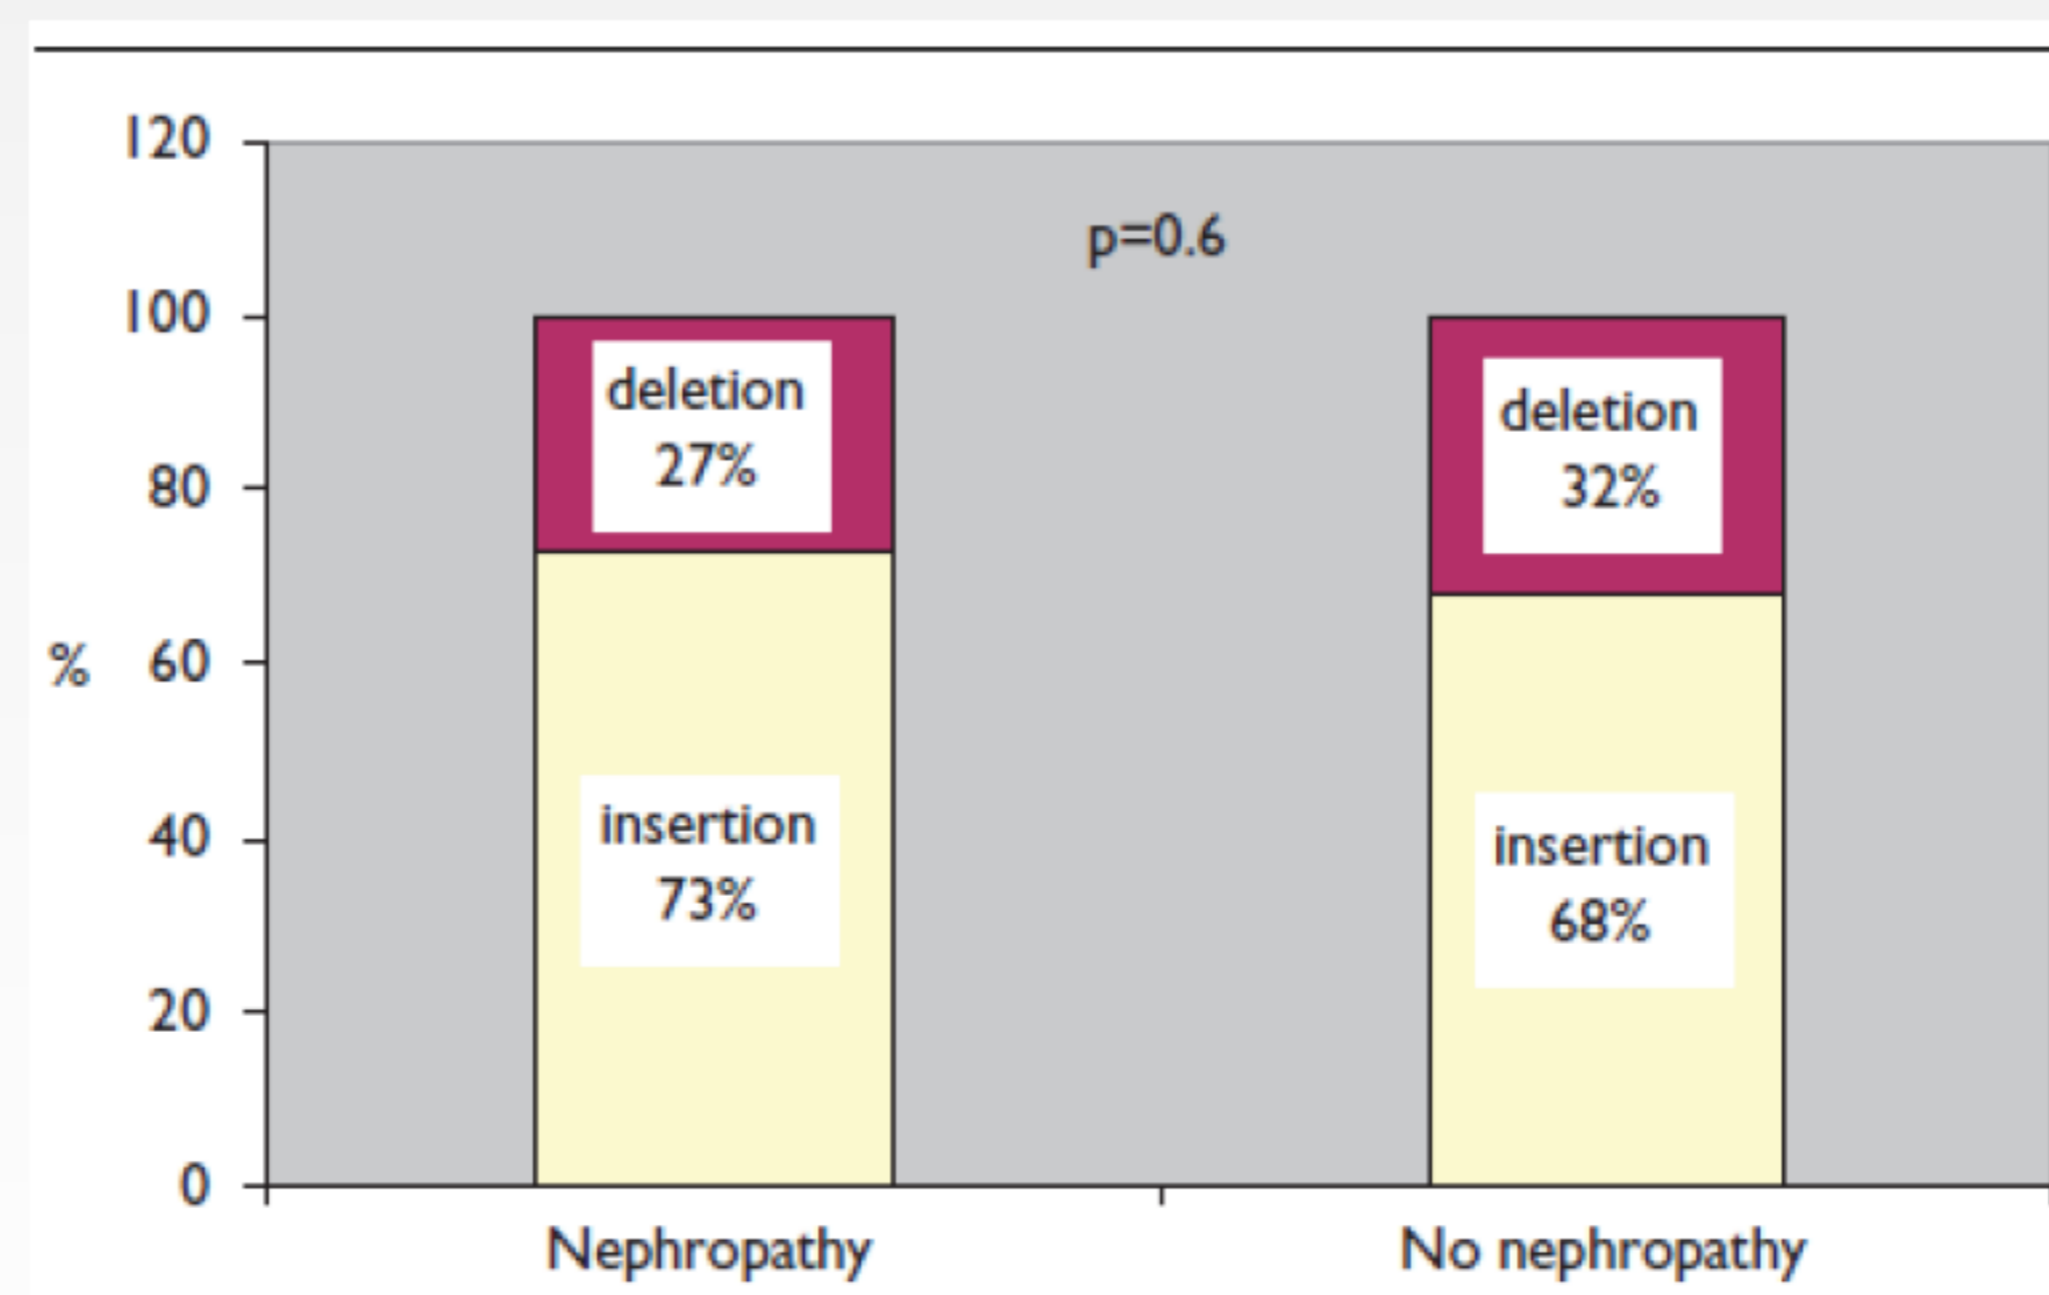 120
p=0.6
100
deletion
27%
deletion
32%
80
% 60
insertion
73%
insertion
68%
40
20
0
Nephropathy No nephropathy